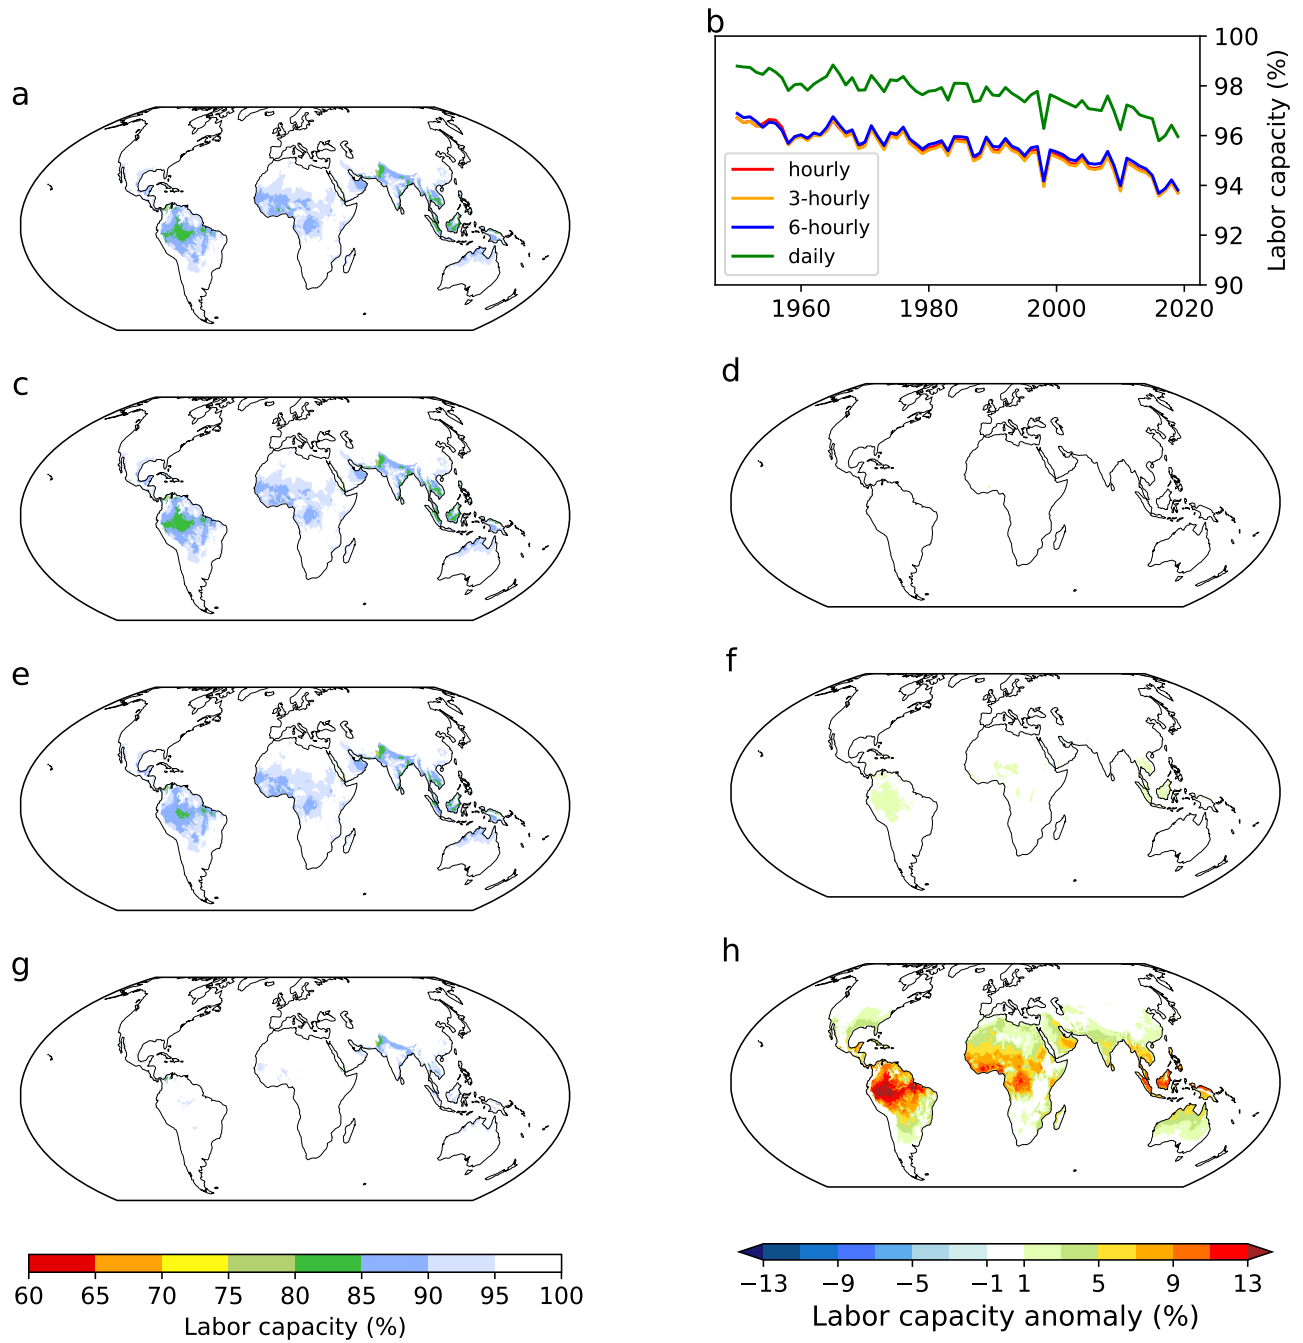 b
100
98
96
94
92
90
Labor capacity (%)
hourly
3-hourly
6-hourly
daily
1960 1980 2000 2020
a
c
d
e
f
g
h
60 65 70 75 80 85 90 95 100
Labor capacity (%)
−13 −9 −5 −1 1 5 9 13
Labor capacity anomaly (%)